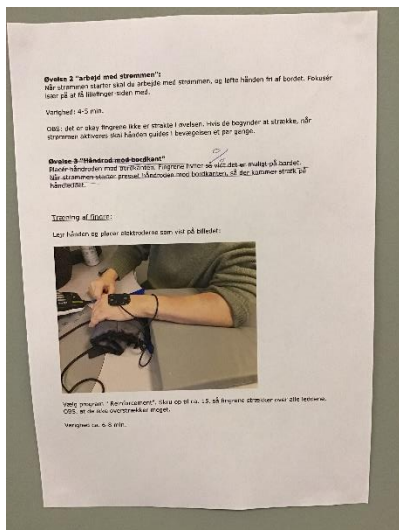 Øvelse 2 "arbejd med strømmen":
Når strømmen starter skal de arbejde med strømmen, og løfte hånden fri af bordet. Fokusér
især på at få lillefinger-siden med.
Varighed: 4-5 min.
OBS: det er okay fingrene ikke er strakte i øvelsen. Hvis de begynder at strække, når
strømmen aktiveres skal hånden guides i bevægelsen et par gange.
Øvelse 3 "Håndrod mod bordkant"
Placér håndroden mod bordkanten. Fingrene hviler så vidt det er muligt på bordet.
Når strømmen starter presset håndroden mod bordkanten, så der kommer stræk på
håndleddet.
Træning af fingre:
Lejr hånden og placer elektroderne som vist på billedet:
Vælg program "Reinforcement". Skru op til ca. 15, så fingrene strækker over alle leddene.
OBS. at de ikke overstrækker meget.
Varighed ca. 6-8 min.